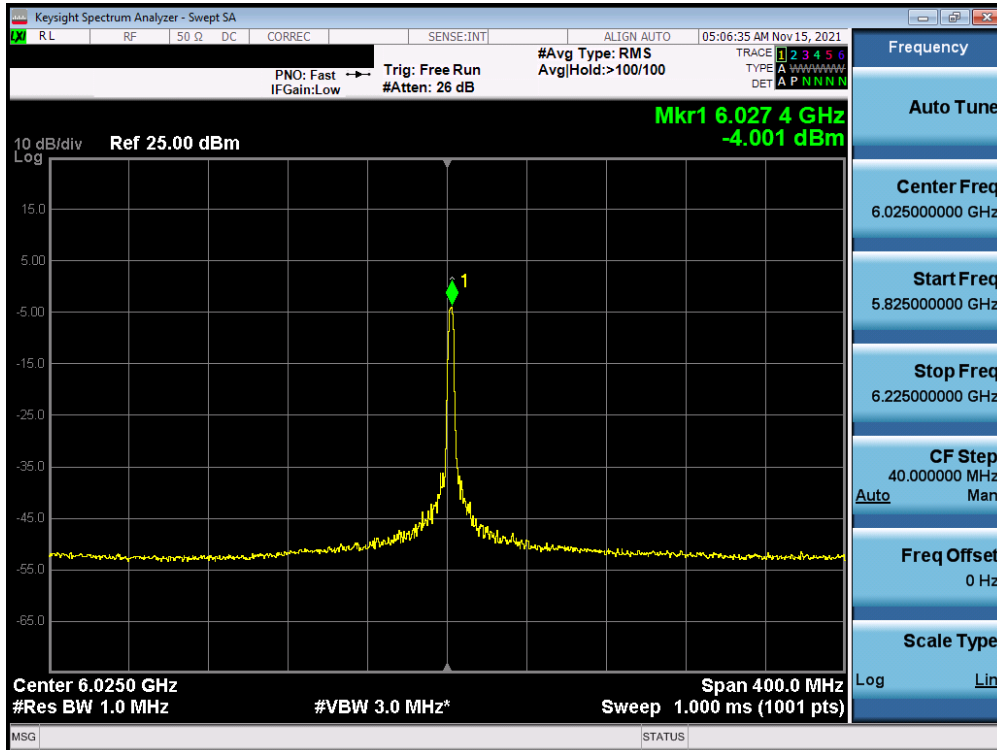 Keysight Spectrum Analyzer - Swept SA
LXI RL RF 50 Ω DC CORREC SENSE:INT ALIGN AUTO 05:06:35 AM Nov 15, 2021
PNO: Fast
IFGain:Low
Trig: Free Run
#Atten: 26 dB
#Avg Type: RMS
Avg|Hold:>100/100
TRACE 1 2 3 4 5 6
TYPE A WWWWW
DET A P N N N N
Mkr1 6.027 4 GHz
-4.001 dBm
10 dB/div Ref 25.00 dBm
Log
15.0
5.00
1
-5.00
-15.0
-25.0
-35.0
-45.0
-55.0
-65.0
Center 6.0250 GHz Span 400.0 MHz
#Res BW 1.0 MHz #VBW 3.0 MHz* Sweep 1.000 ms (1001 pts)
MSG STATUS
Frequency
Auto Tune
Center Freq
6.025000000 GHz
Start Freq
5.825000000 GHz
Stop Freq
6.225000000 GHz
CF Step
40.000000 MHz
Auto Man
Freq Offset
0 Hz
Scale Type
Log Lin